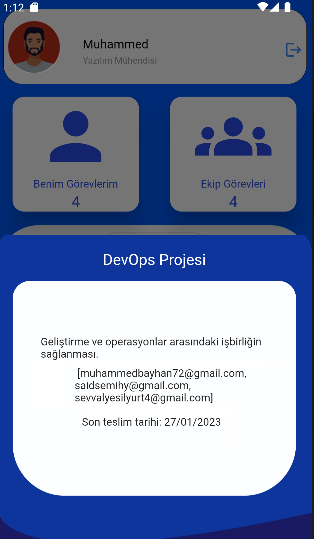 1:12
Muhammed
Yazılım Mühendisi
Benim Görevlerim
4
Ekip Görevleri
4
DevOps Projesi
Geliştirme ve operasyonlar arasındaki işbirliğin
sağlanması.
[muhammedbayhan72@gmail.com,
saidsemihy@gmail.com,
sevvalyesilyurt4@gmail.com]
Son teslim tarihi: 27/01/2023